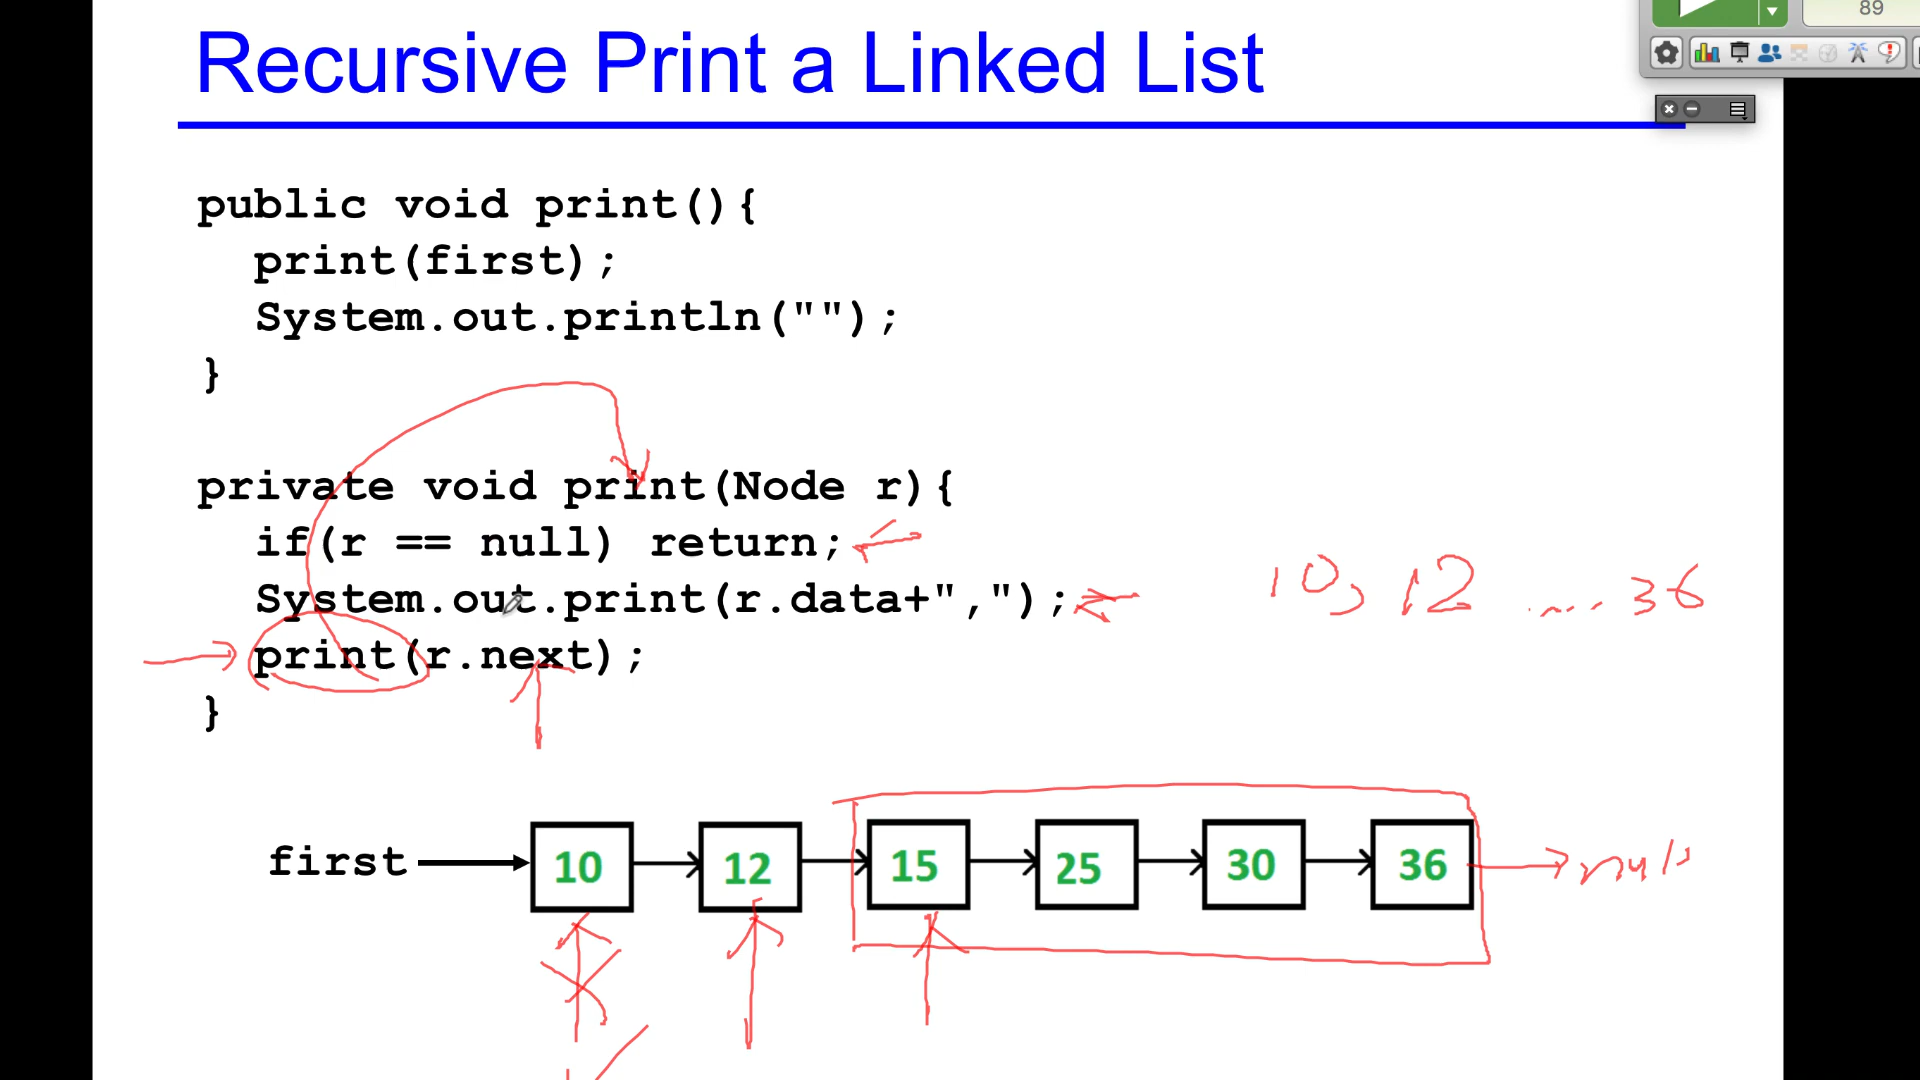 89
Recursive Print a Linked List
public void print(){
print(first);
System.out.println("");
}
private void print(Node r){
if(r == null) return;
System.out.print(r.data+",");
10, 12 .... 36
print(r.next);
}
first 10 12 15 25 30 36 null